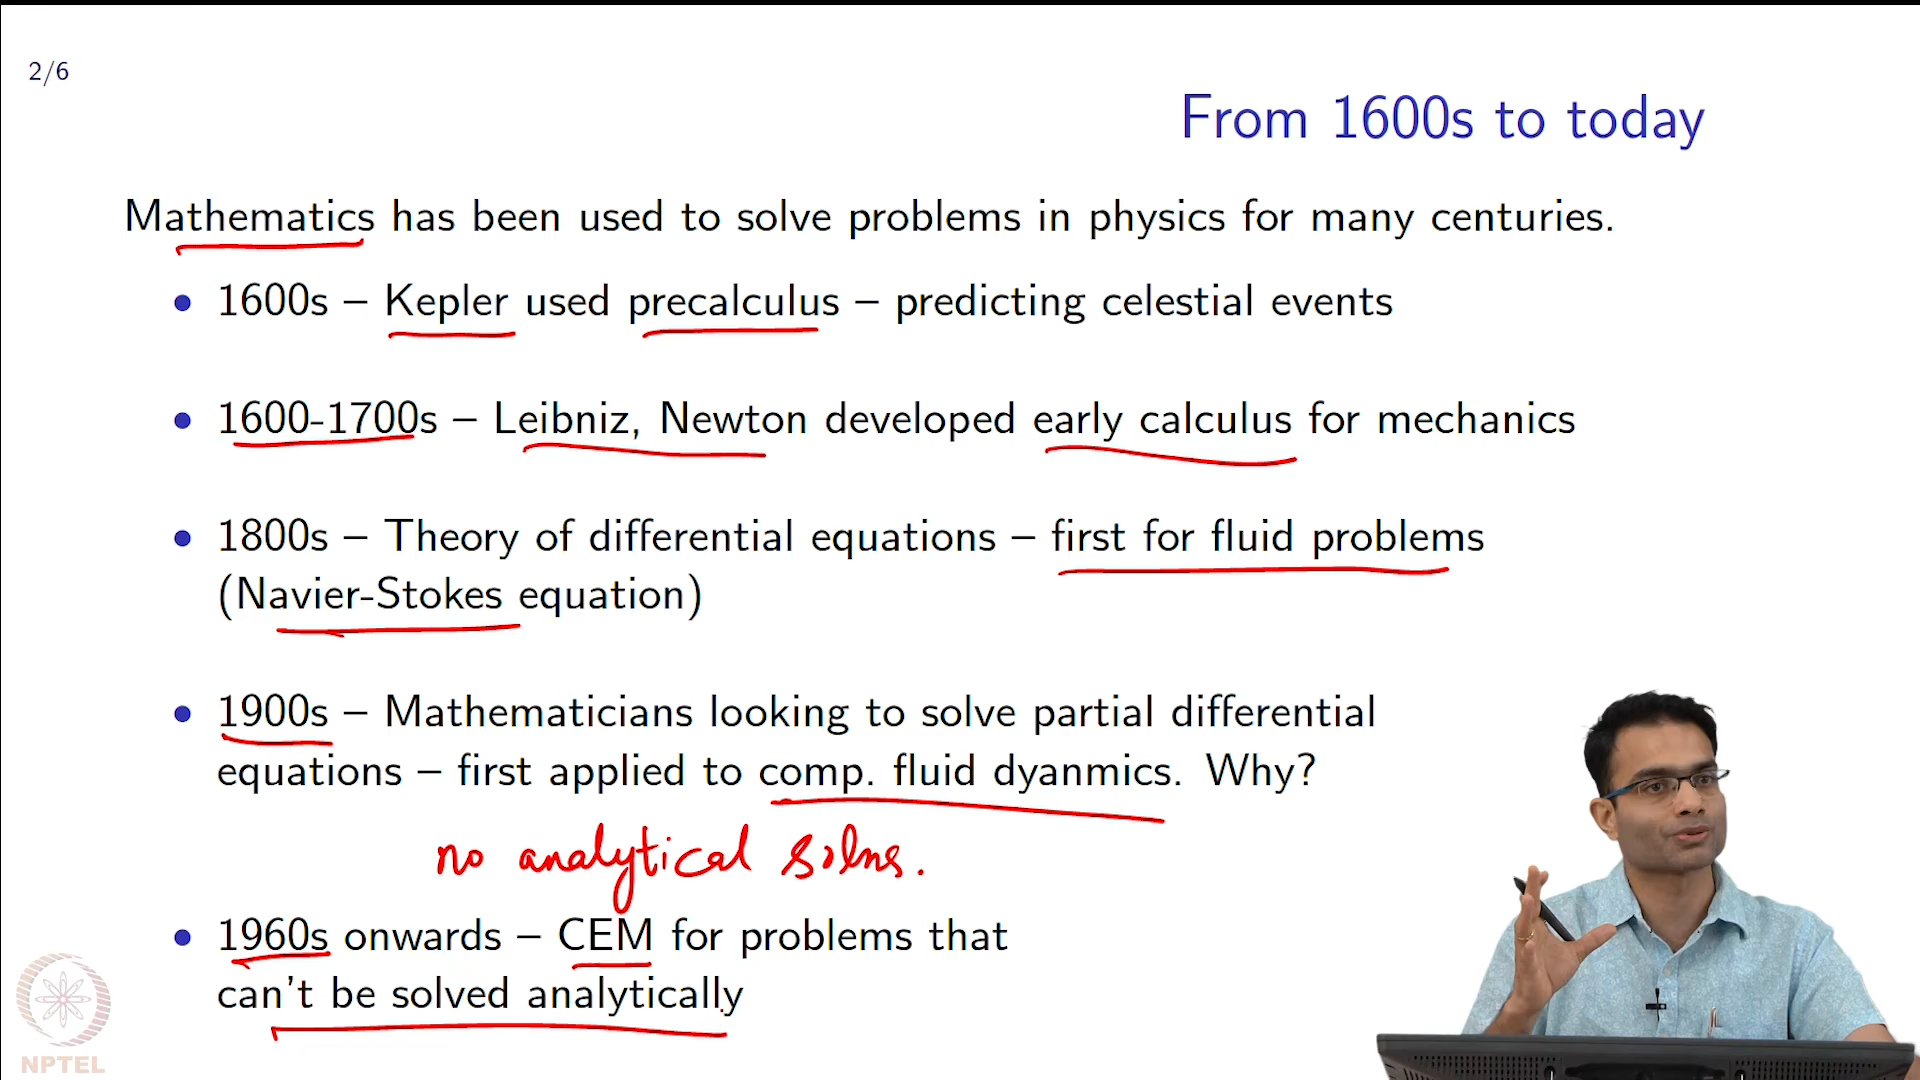 2/6
From 1600s to today
Mathematics has been used to solve problems in physics for many centuries.
• 1600s – Kepler used precalculus – predicting celestial events
• 1600-1700s – Leibniz, Newton developed early calculus for mechanics
• 1800s – Theory of differential equations – first for fluid problems
(Navier-Stokes equation)
• 1900s – Mathematicians looking to solve partial differential
equations – first applied to comp. fluid dyanmics. Why?
no analytical solns.
• 1960s onwards – CEM for problems that
can't be solved analytically
NPTEL